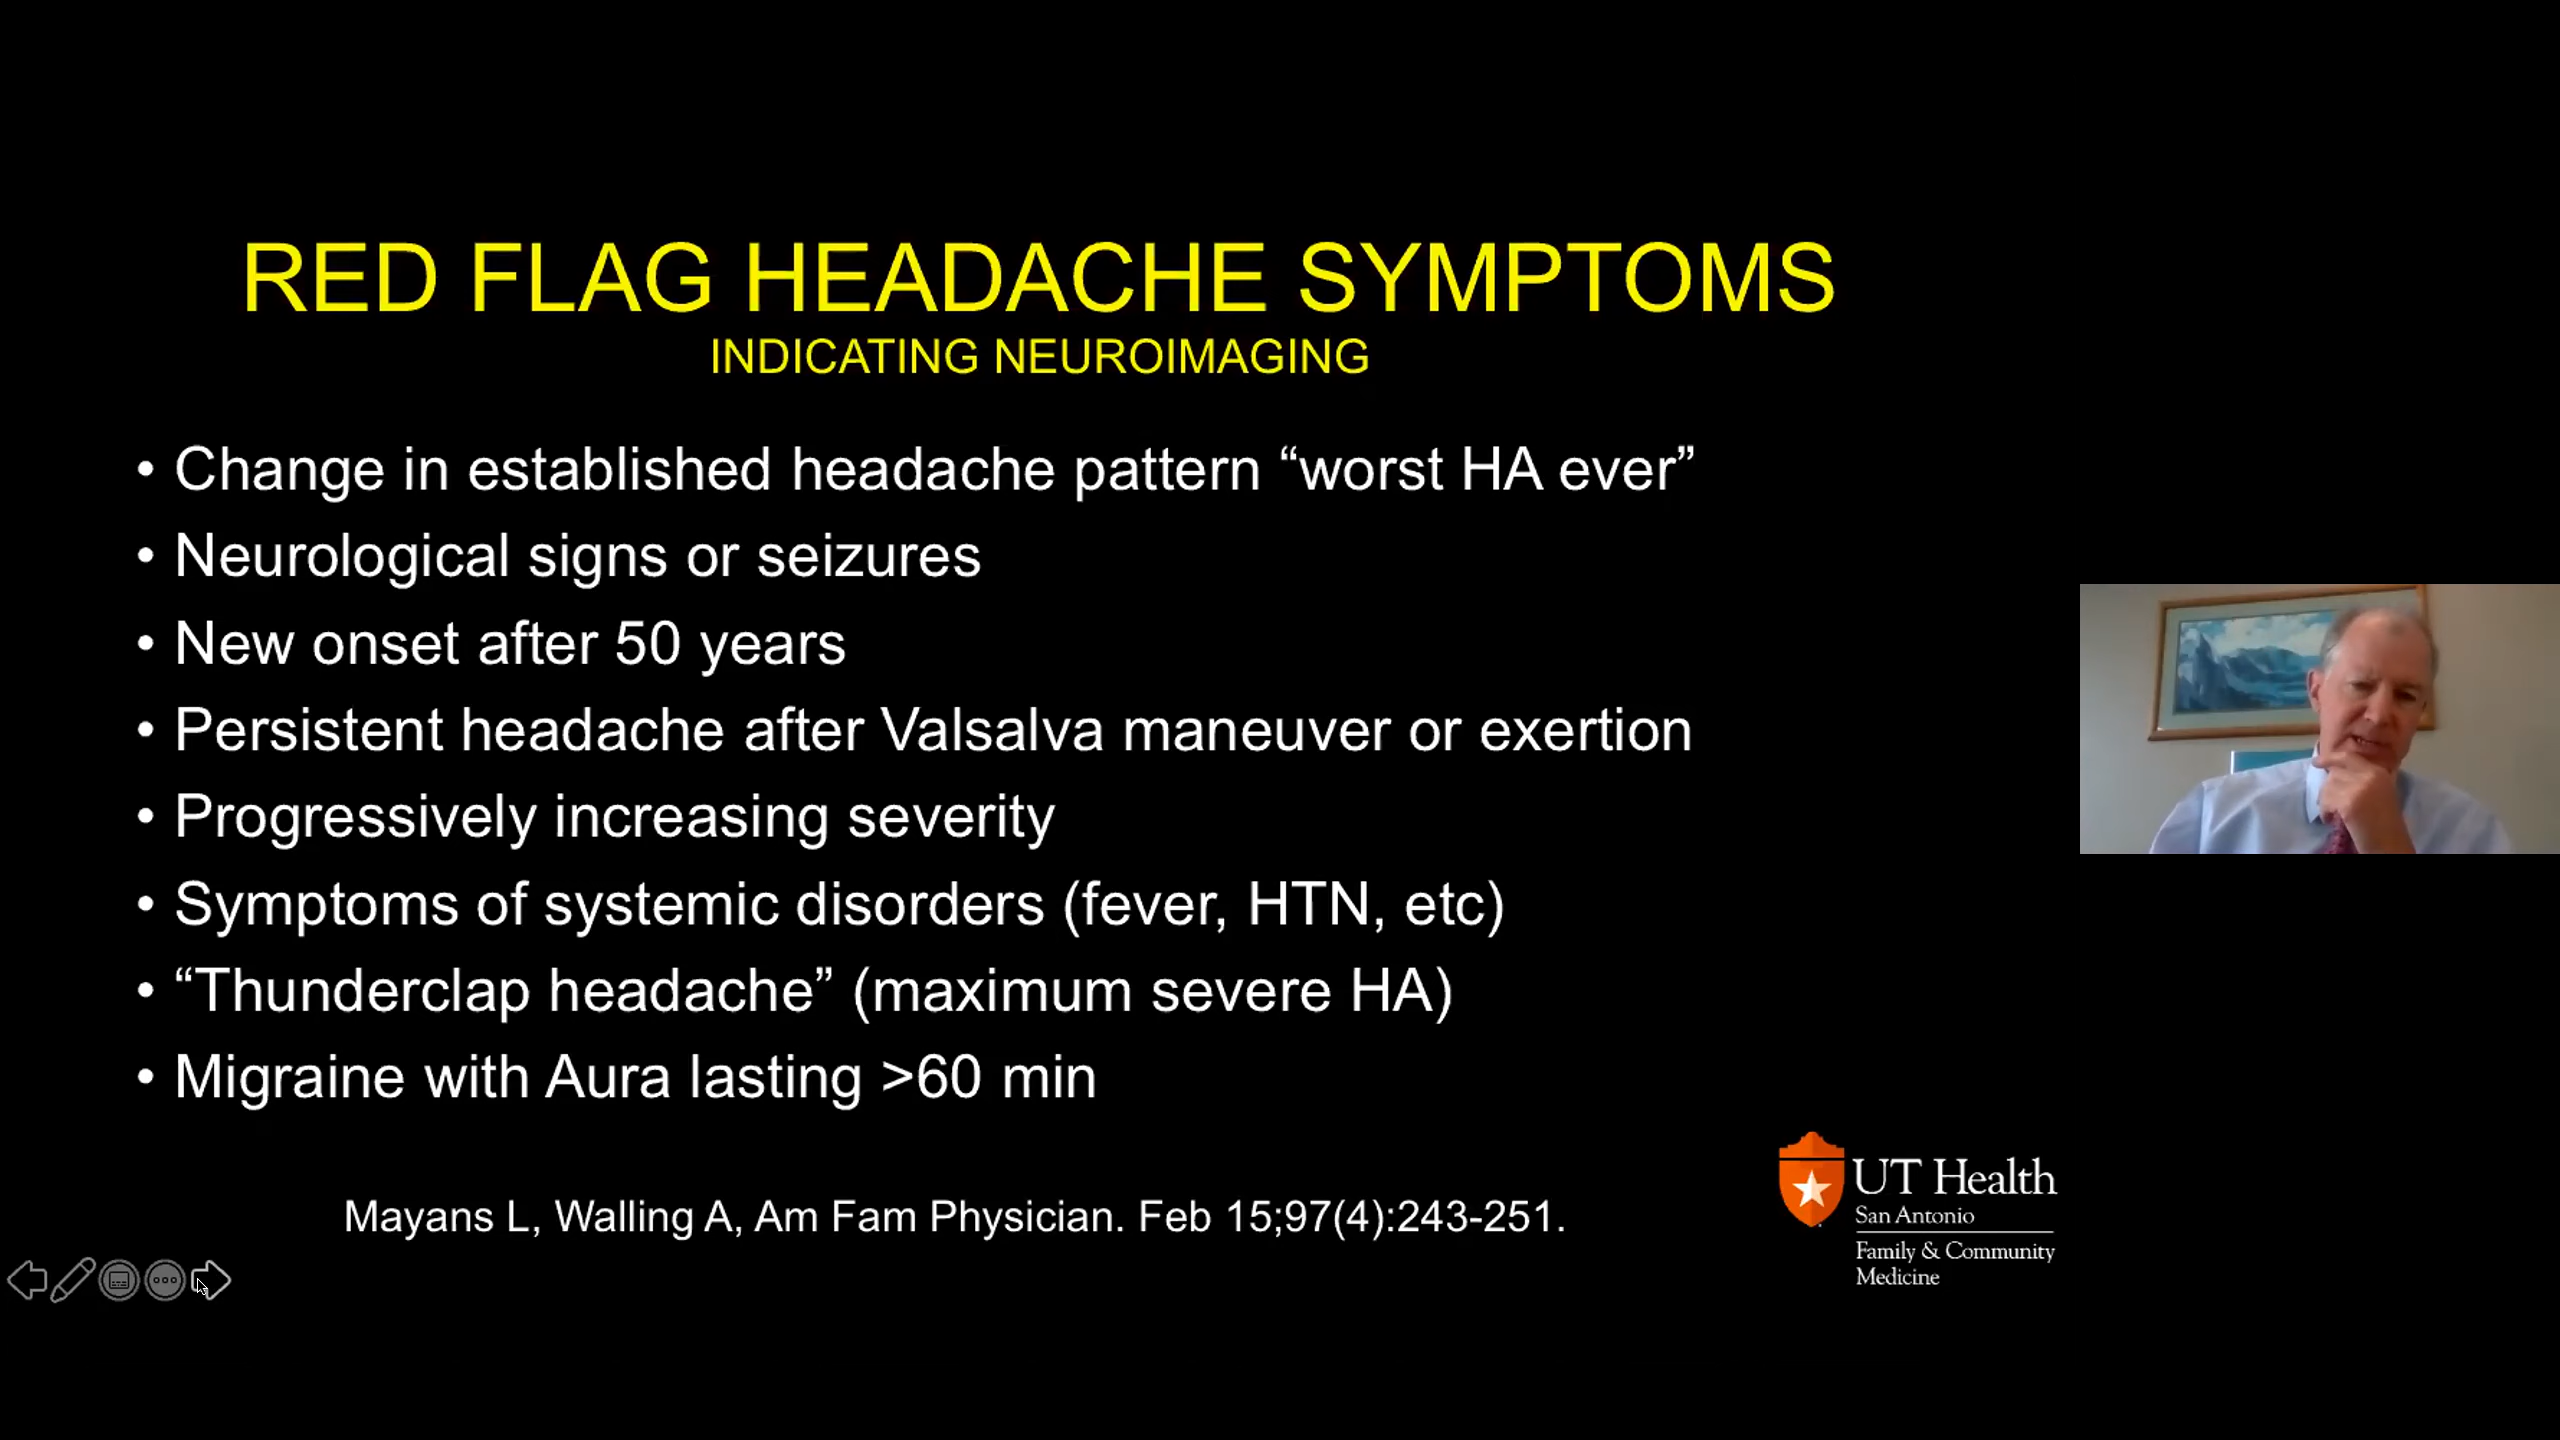 RED FLAG HEADACHE SYMPTOMS
INDICATING NEUROIMAGING
• Change in established headache pattern “worst HA ever”
• Neurological signs or seizures
• New onset after 50 years
• Persistent headache after Valsalva maneuver or exertion
• Progressively increasing severity
• Symptoms of systemic disorders (fever, HTN, etc)
• “Thunderclap headache” (maximum severe HA)
• Migraine with Aura lasting >60 min
Mayans L, Walling A, Am Fam Physician. Feb 15;97(4):243-251.
UT Health
San Antonio
Family & Community
Medicine